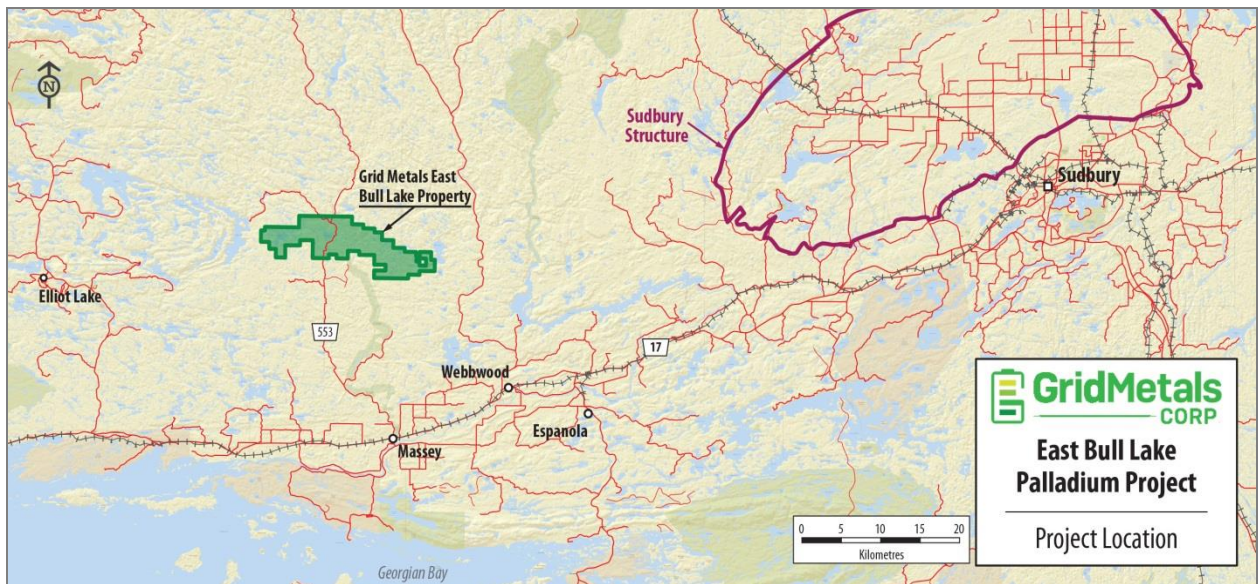 N
Sudbury
Structure
Sudbury
Grid Metals East
Bull Lake Property
Elliot Lake
553
17
Webbwood
Espanola
Massey
Georgian Bay
0 5 10 15 20
Kilometres
GridMetals
CORP
East Bull Lake
Palladium Project
Project Location